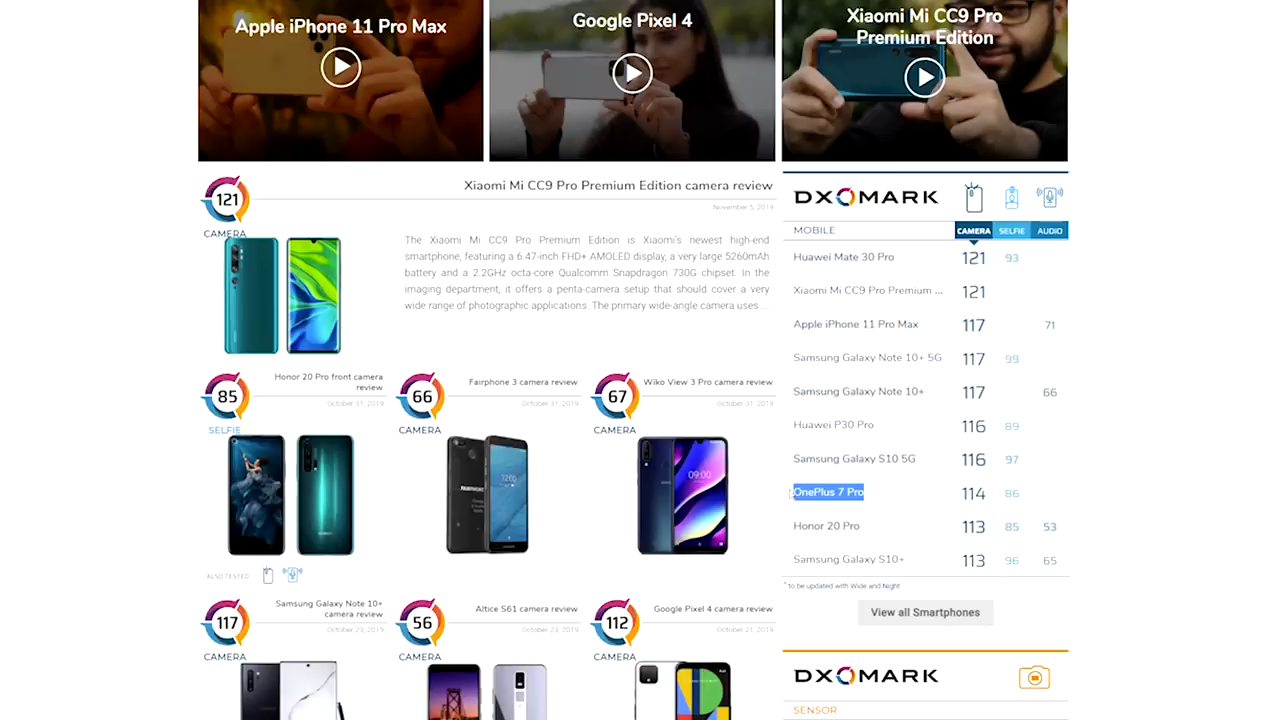 Apple iPhone 11 Pro Max
Google Pixel 4
Xiaomi Mi CC9 Pro
Premium Edition
121
CAMERA
Xiaomi Mi CC9 Pro Premium Edition camera review
November 5, 2019
The Xiaomi Mi CC9 Pro Premium Edition is Xiaomi's newest high-end
smartphone, featuring a 6.47-inch FHD+ AMOLED display, a very large 5260mAh
battery and a 2.2GHz octa-core Qualcomm Snapdragon 730G chipset. In the
imaging department, it offers a penta-camera setup that should cover a very
wide range of photographic applications. The primary wide-angle camera uses ...
85
SELFIE
Honor 20 Pro front camera
review
October 31, 2019
66
CAMERA
Fairphone 3 camera review
October 31, 2019
67
CAMERA
Wiko View 3 Pro camera review
October 31, 2019
12:00
09:00
ALSO TESTED
117
CAMERA
Samsung Galaxy Note 10+
camera review
October 23, 2019
56
CAMERA
Altice S61 camera review
October 23, 2019
112
CAMERA
Google Pixel 4 camera review
October 21, 2019
DXOMARK
MOBILE CAMERA SELFIE AUDIO
Huawei Mate 30 Pro 121 93
Xiaomi Mi CC9 Pro Premium ... 121
Apple iPhone 11 Pro Max 117 71
Samsung Galaxy Note 10+ 5G 117 99
Samsung Galaxy Note 10+ 117 66
Huawei P30 Pro 116 89
Samsung Galaxy S10 5G 116 97
OnePlus 7 Pro 114 86
Honor 20 Pro 113 85 53
Samsung Galaxy S10+ 113 96 65
* to be updated with Wide and Night
View all Smartphones
DXOMARK
SENSOR